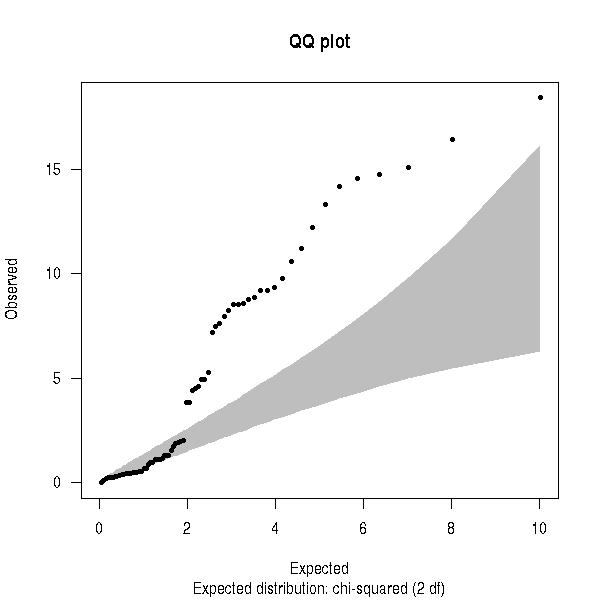 QQ plot
15
10
5
0
Observed
0 2 4 6 8 10
Expected
Expected distribution: chi-squared (2 df)